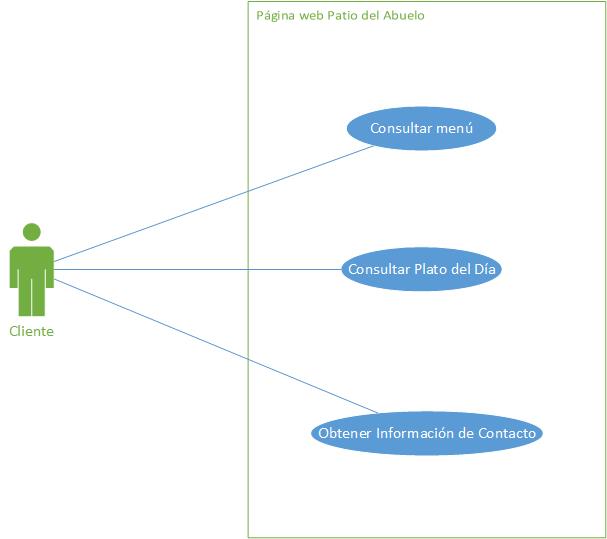 Página web Patio del Abuelo
Consultar menú
Consultar Plato del Día
Cliente
Obtener Información de Contacto